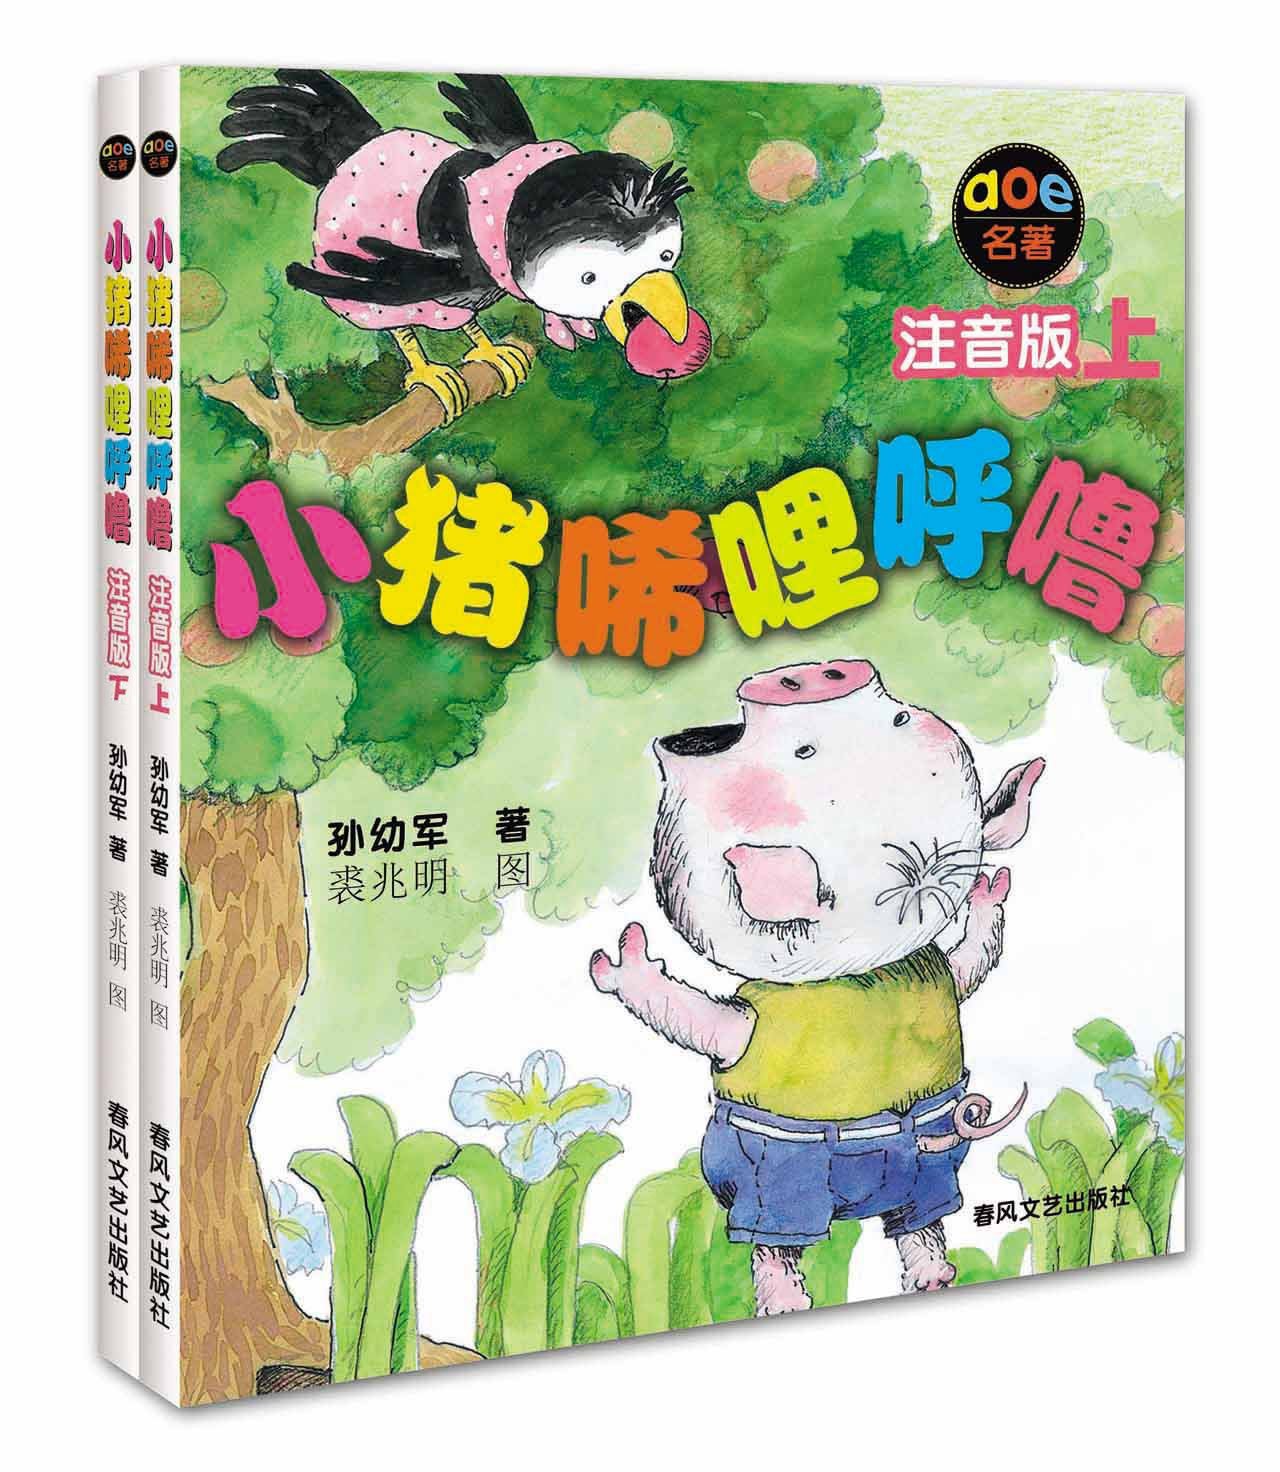 aoe
名著
注音版 上
小猪唏哩呼噜
孙幼军 著
裘兆明 图
春风文艺出版社
aoe
名著
小猪唏哩呼噜 注音版 下 孙幼军 著 裘兆明 图 春风文艺出版社
aoe
名著
小猪唏哩呼噜 注音版 上 孙幼军 著 裘兆明 图 春风文艺出版社